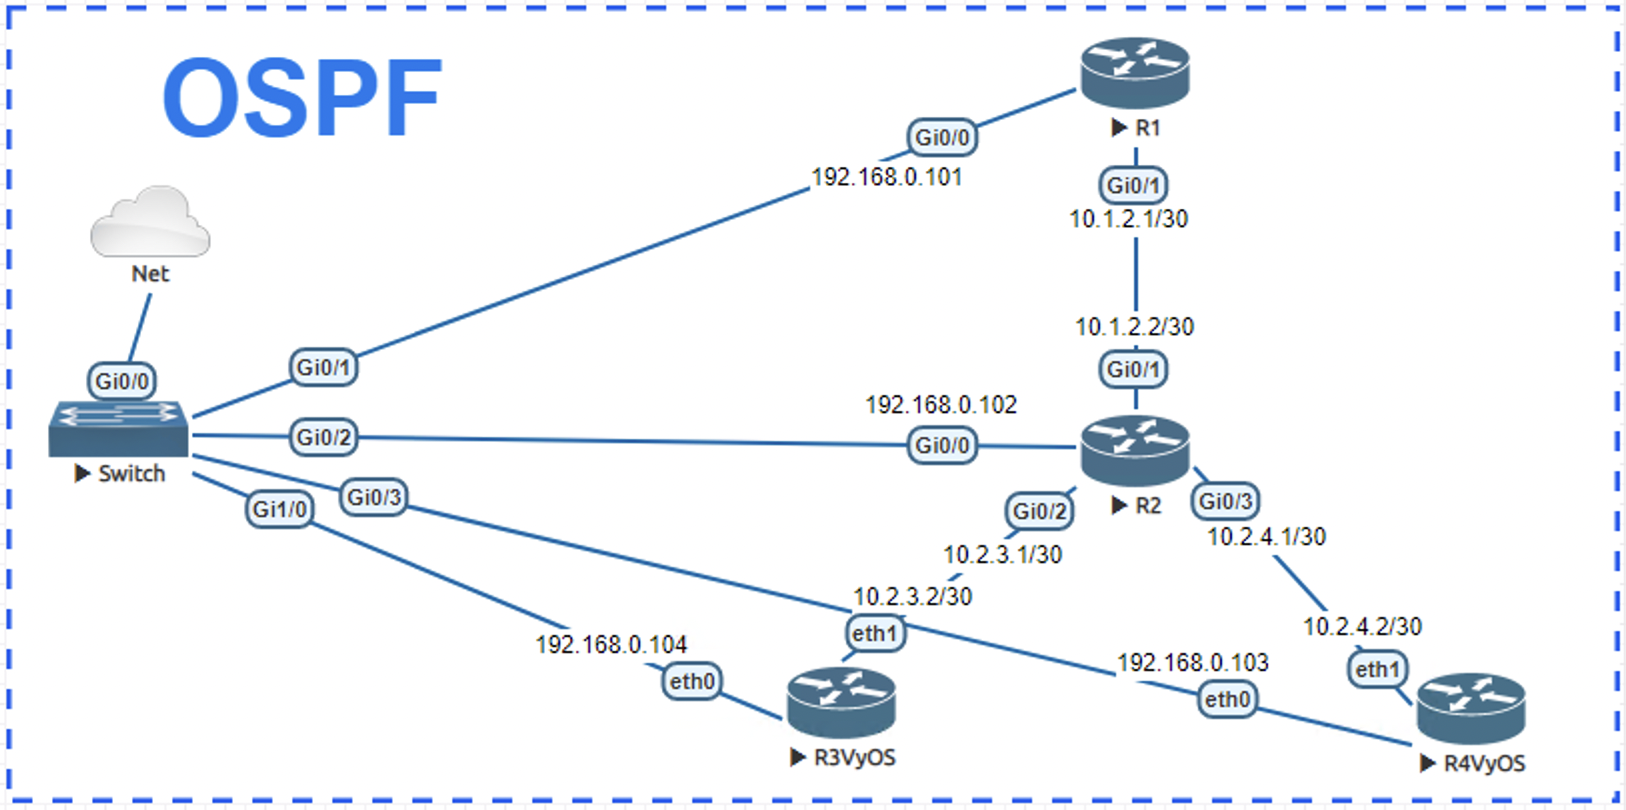 OSPF
R1
Gi0/0
192.168.0.101
Gi0/1
10.1.2.1/30
Net
10.1.2.2/30
Gi0/1
Gi0/1
Gi0/0
192.168.0.102
Gi0/2
Gi0/0
Switch
Gi0/3
Gi1/0
Gi0/2
R2
Gi0/3
10.2.3.1/30
10.2.4.1/30
10.2.3.2/30
eth1
10.2.4.2/30
192.168.0.104
192.168.0.103
eth1
eth0
eth0
R3VyOS
R4VyOS